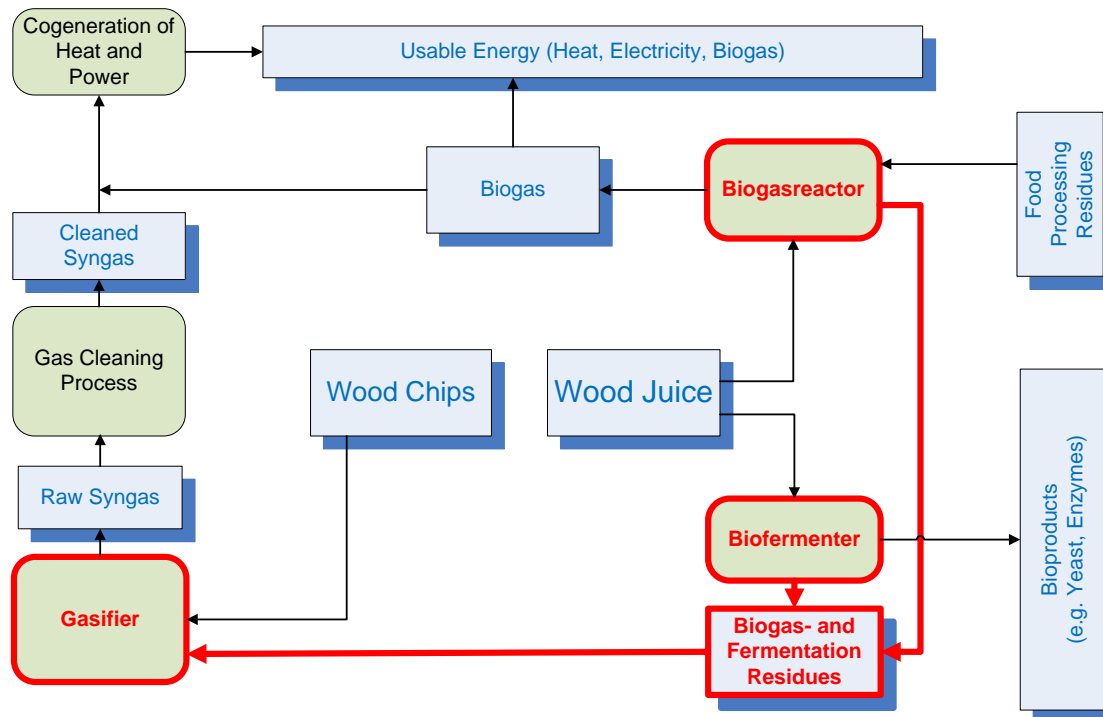 Cogeneration of
Heat and
Power
Usable Energy (Heat, Electricity, Biogas)
Biogas
Biogasreactor
Food
Processing
Residues
Cleaned
Syngas
Gas Cleaning
Process
Wood Chips
Wood Juice
Raw Syngas
Biofermenter
Bioproducts
(e.g. Yeast, Enzymes)
Gasifier
Biogas- and
Fermentation
Residues